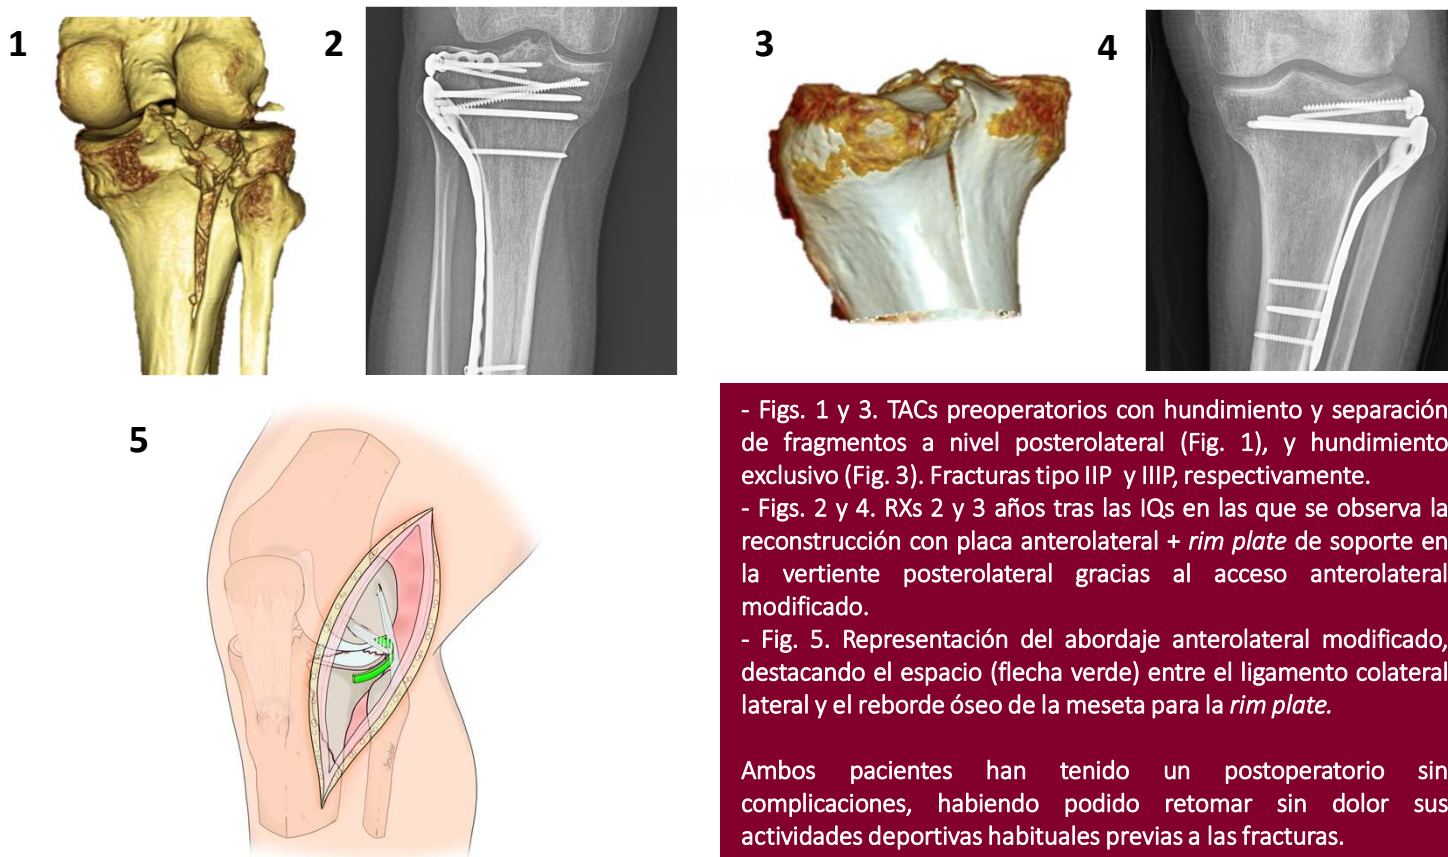 1
2
3
4
5
- Figs. 1 y 3. TACs preoperatorios con hundimiento y separación
de fragmentos a nivel posterolateral (Fig. 1), y hundimiento
exclusivo (Fig. 3). Fracturas tipo IIP y IIIP, respectivamente.
- Figs. 2 y 4. RXs 2 y 3 años tras las IQs en las que se observa la
reconstrucción con placa anterolateral + rim plate de soporte en
la vertiente posterolateral gracias al acceso anterolateral
modificado.
- Fig. 5. Representación del abordaje anterolateral modificado,
destacando el espacio (flecha verde) entre el ligamento colateral
lateral y el reborde óseo de la meseta para la rim plate.
Ambos pacientes han tenido un postoperatorio sin
complicaciones, habiendo podido retomar sin dolor sus
actividades deportivas habituales previas a las fracturas.